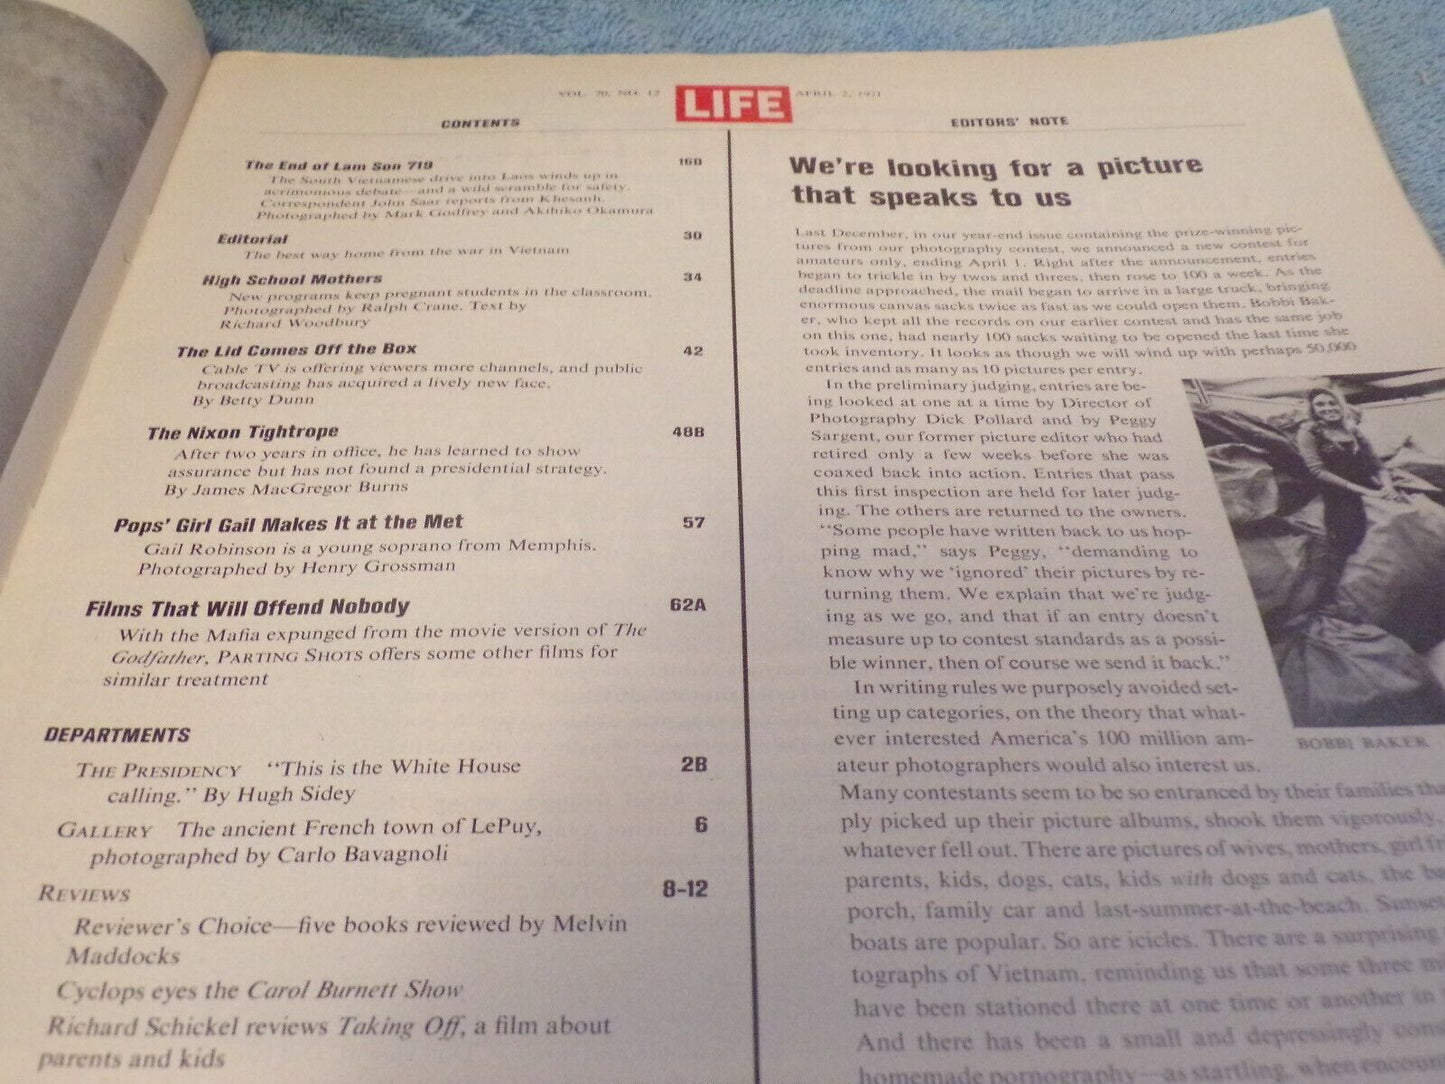 VOL. 70, NO. 12
LIFE
APRIL 2, 1971
CONTENTS
The End of Lam Son 719 16D
The South Vietnamese drive into Laos winds up in
acrimonious debate—and a wild scramble for safety.
Correspondent John Saar reports from Khesanh.
Photographed by Mark Godfrey and Akihiko Okamura
Editorial 30
The best way home from the war in Vietnam
High School Mothers 34
New programs keep pregnant students in the classroom.
Photographed by Ralph Crane. Text by
Richard Woodbury
The Lid Comes Off the Box 42
Cable TV is offering viewers more channels, and public
broadcasting has acquired a lively new face.
By Betty Dunn
The Nixon Tightrope 48B
After two years in office, he has learned to show
assurance but has not found a presidential strategy.
By James MacGregor Burns
Pops' Girl Gail Makes It at the Met 57
Gail Robinson is a young soprano from Memphis.
Photographed by Henry Grossman
Films That Will Offend Nobody 62A
With the Mafia expunged from the movie version of The
Godfather, PARTING SHOTS offers some other films for
similar treatment
DEPARTMENTS
THE PRESIDENCY "This is the White House 2B
calling." By Hugh Sidey
GALLERY The ancient French town of LePuy, 6
photographed by Carlo Bavagnoli
REVIEWS 8-12
Reviewer's Choice—five books reviewed by Melvin
Maddocks
Cyclops eyes the Carol Burnett Show
Richard Schickel reviews Taking Off, a film about
parents and kids
EDITORS' NOTE
We're looking for a picture
that speaks to us
Last December, in our year-end issue containing the prize-winning pic-
tures from our photography contest, we announced a new contest for
amateurs only, ending April 1. Right after the announcement, entries
began to trickle in by twos and threes, then rose to 100 a week. As the
deadline approached, the mail began to arrive in a large truck, bringing
enormous canvas sacks twice as fast as we could open them. Bobbi Bak-
er, who kept all the records on our earlier contest and has the same job
on this one, had nearly 100 sacks waiting to be opened the last time she
took inventory. It looks as though we will wind up with perhaps 50,000
entries and as many as 10 pictures per entry.
In the preliminary judging, entries are be-
ing looked at one at a time by Director of
Photography Dick Pollard and by Peggy
Sargent, our former picture editor who had
retired only a few weeks before she was
coaxed back into action. Entries that pass
this first inspection are held for later judg-
ing. The others are returned to the owners.
"Some people have written back to us hop-
ping mad," says Peggy, "demanding to
know why we 'ignored' their pictures by re-
turning them. We explain that we're judg-
ing as we go, and that if an entry doesn't
measure up to contest standards as a possi-
ble winner, then of course we send it back."
In writing rules we purposely avoided set-
ting up categories, on the theory that what-
ever interested America's 100 million am-
ateur photographers would also interest us.
BOBBI BAKER
Many contestants seem to be so entranced by their families
ply picked up their picture albums, shook them vigorously,
whatever fell out. There are pictures of wives, mothers,
parents, kids, dogs, cats, kids with dogs and cats, the
porch, family car and last-summer-at-the-beach.
boats are popular. So are icicles. There are a surprising
tographs of Vietnam, reminding us that some three
have been stationed there at one time or another in
And there has been a small and depressingly
homemade pornography—as startling, when